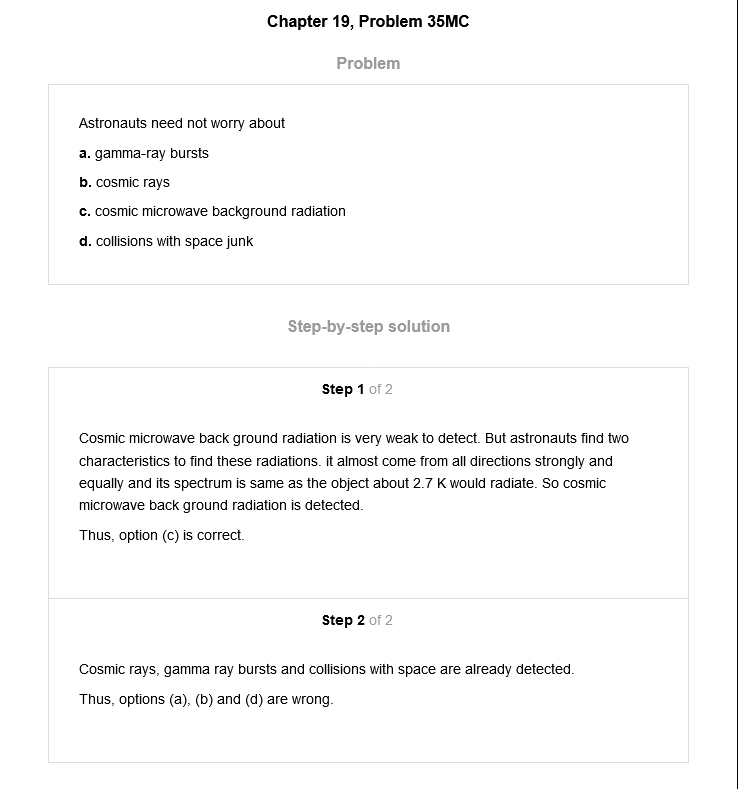 Chapter 19, Problem 35MC
Problem
Astronauts need not worry about
a. gamma-ray bursts
b. cosmic rays
c. cosmic microwave background radiation
d. collisions with space junk
Step-by-step solution
Step 1 of 2
Cosmic microwave back ground radiation is very weak to detect. But astronauts find two
characteristics to find these radiations. it almost come from all directions strongly and
equally and its spectrum is same as the object about 2.7 K would radiate. So cosmic
microwave back ground radiation is detected.
Thus, option (c) is correct.
Step 2 of 2
Cosmic rays, gamma ray bursts and collisions with space are already detected.
Thus, options (a), (b) and (d) are wrong.